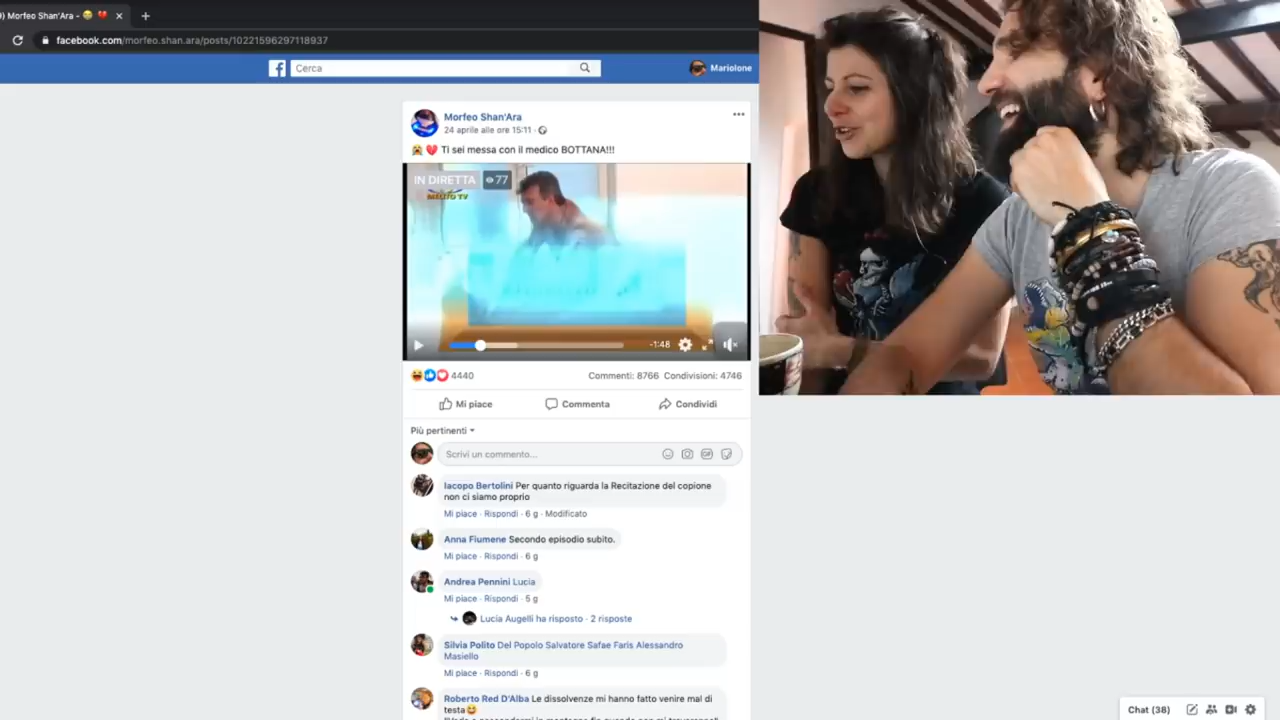 ) Morfeo Shan'Ara - 😭 💔
facebook.com/morfeo.shan.ara/posts/10221596297118937
Cerca
Mariolone
Morfeo Shan'Ara
24 aprile alle ore 15:11 ·
😭 💔 Ti sei messa con il medico BOTTANA!!!
IN DIRETTA 77
MELITO TV
-1:48
4440
Commenti: 8766 Condivisioni: 4746
Mi piace Commenta Condividi
Più pertinenti
Scrivi un commento...
GIF
Iacopo Bertolini Per quanto riguarda la Recitazione del copione
non ci siamo proprio
Mi piace · Rispondi · 6 g · Modificato
Anna Fiumene Secondo episodio subito.
Mi piace · Rispondi · 6 g
Andrea Pennini Lucia
Mi piace · Rispondi · 5 g
Lucia Augelli ha risposto · 2 risposte
Silvia Polito Del Popolo Salvatore Safae Faris Alessandro
Masiello
Mi piace · Rispondi · 6 g
Roberto Red D'Alba Le dissolvenze mi hanno fatto venire mal di
testa😆
Chat (38)